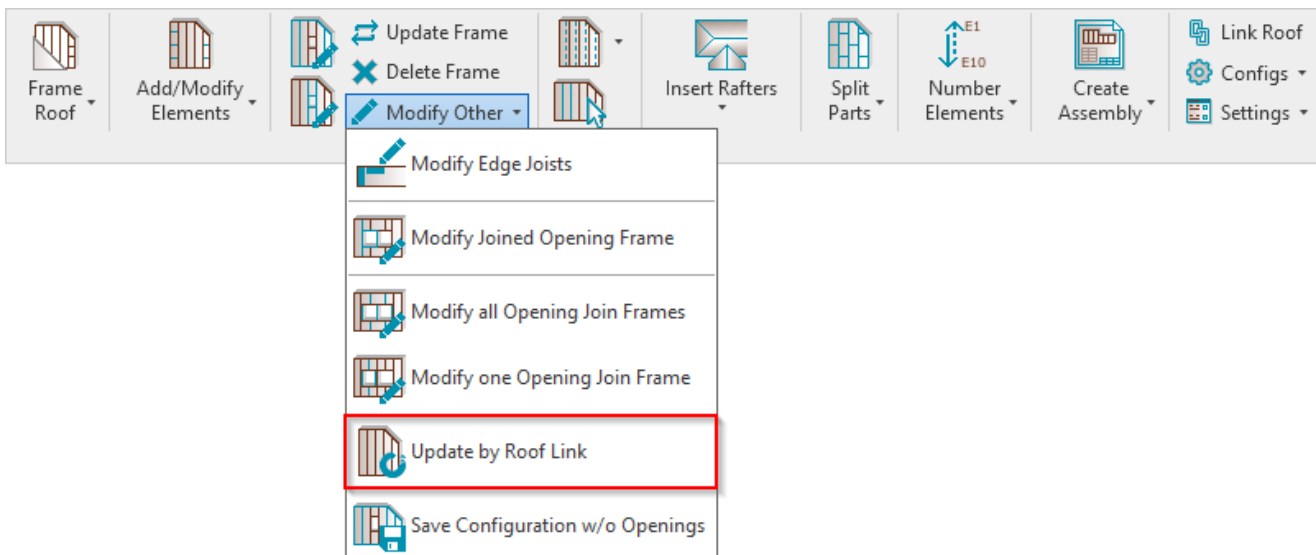 Frame
Roof
Add/Modify
Elements
Update Frame
Delete Frame
Modify Other
Insert Rafters
Split
Parts
E1
E10
Number
Elements
Create
Assembly
Link Roof
Configs
Settings
Modify Edge Joists
Modify Joined Opening Frame
Modify all Opening Join Frames
Modify one Opening Join Frame
Update by Roof Link
Save Configuration w/o Openings